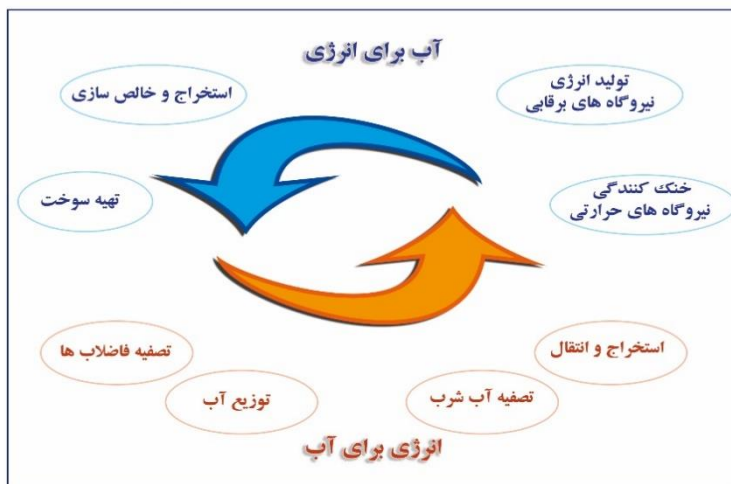 آب برای انرژی
تولید انرژی
نیروگاه های برقابی
استخراج و خالص سازی
خنک کنندگی
نیروگاه های حرارتی
تهیه سوخت
استخراج و انتقال
تصفیه فاضلاب ها
تصفیه آب شرب
توزیع آب
انرژی برای آب